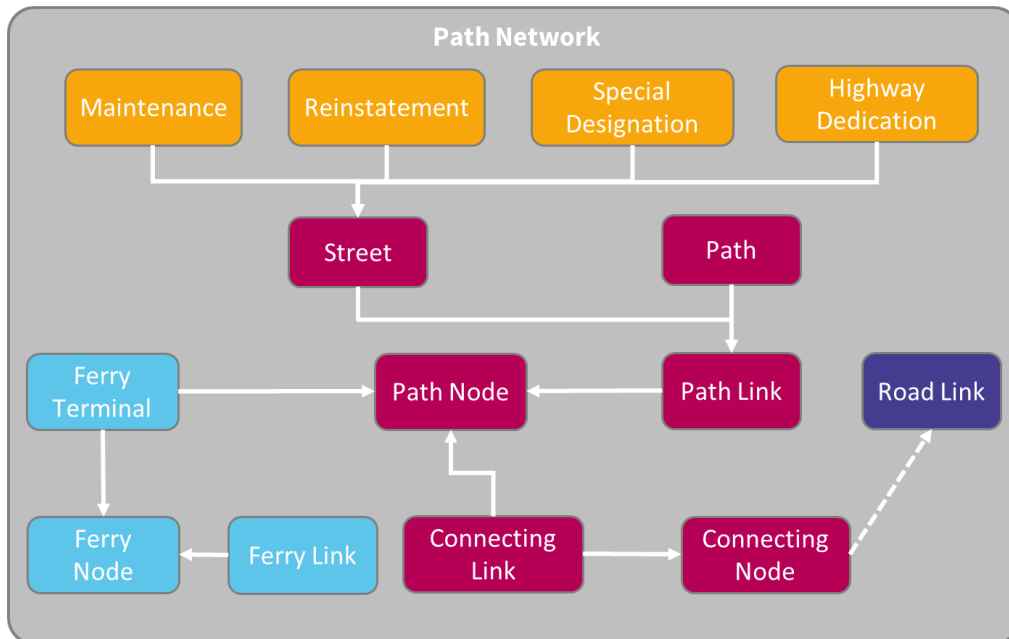 Path Network
Maintenance
Reinstatement
Special
Designation
Highway
Dedication
Street
Path
Ferry
Terminal
Path Node
Path Link
Road Link
Ferry
Node
Ferry Link
Connecting
Link
Connecting
Node